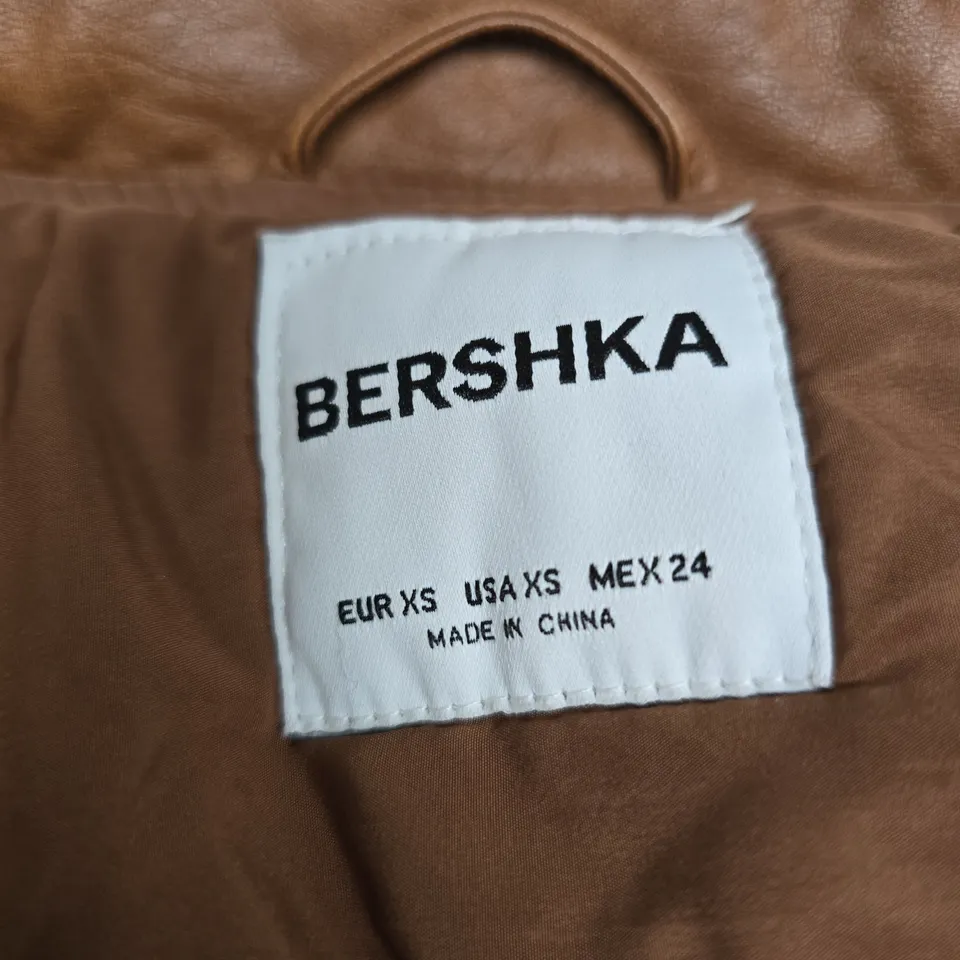 BERSHKA
EUR XS USA XS MEX 24
MADE IN CHINA